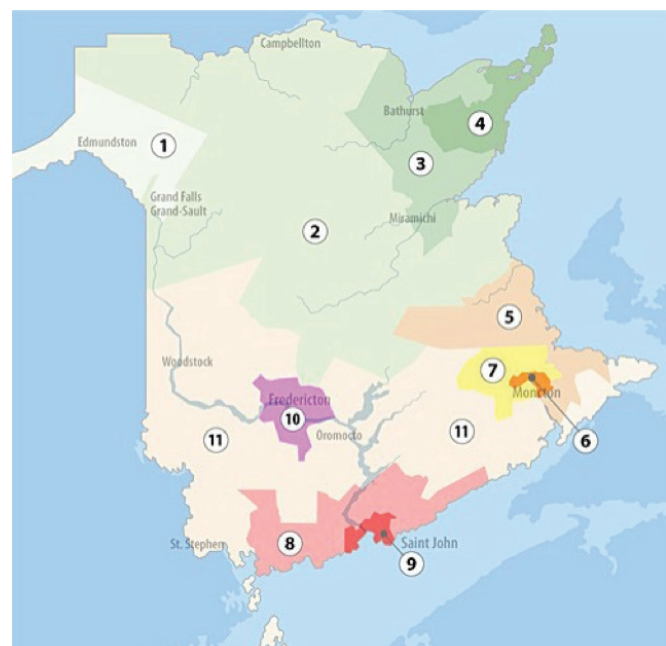 Campbellton
Bathurst
4
Edmundston
1
3
Grand Falls
Grand-Sault
Miramichi
2
5
Woodstock
7
Moncton
Fredericton
10
Oromocto
11
11
6
St. Stephen
8
Saint John
9